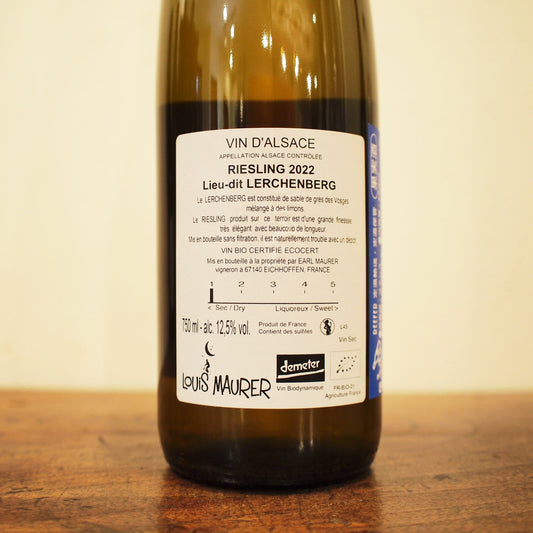 VIN D'ALSACE
APPELLATION ALSACE CONTRÔLÉE
RIESLING 2022
Lieu-dit LERCHENBERG
Le LERCHENBERG est constitué de sable de grès des Vosges
mélangé à des limons.
Le RIESLING produit sur ce terroir est d'une grande finesse,
très élégant avec beaucoup de longueur.
Mis en bouteille sans filtration, il est naturellement trouble avec un dépôt.
VIN BIO CERTIFIÉ ECOCERT
Mis en bouteille à la propriété par EARL MAURER
vigneron à 67140 EICHHOFFEN, FRANCE
1 2 3 4 5
< Sec / Dry Liquoreux / Sweet >
750 ml - alc. 12,5% vol.
Produit de France
Contient des sulfites
L45
Vin Sec
LOUIS MAURER
demeter
Vin Biodynamique
FR-BIO-01
Agriculture France